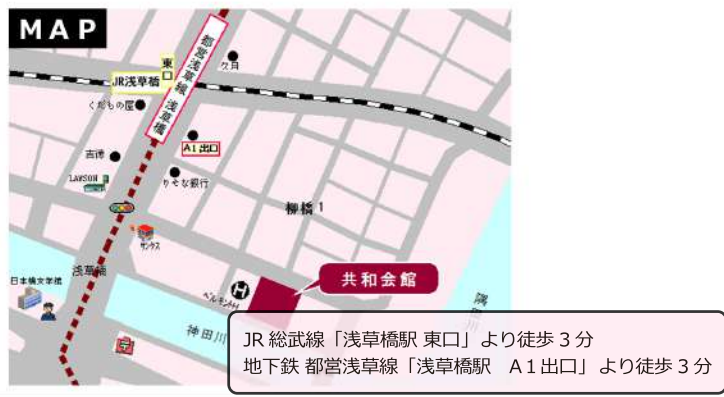 MAP
東口
JR浅草橋
都営浅草線 浅草橋
久月
くだもの屋
A1出口
吉徳
LAWSON
りそな銀行
柳橋1
サンクス
浅草橋
日本橋女学館
H
ベルモントH
共和会館
神田川
JR 総武線「浅草橋駅 東口」より徒歩 3 分
地下鉄 都営浅草線「浅草橋駅　A1出口」より徒歩 3 分